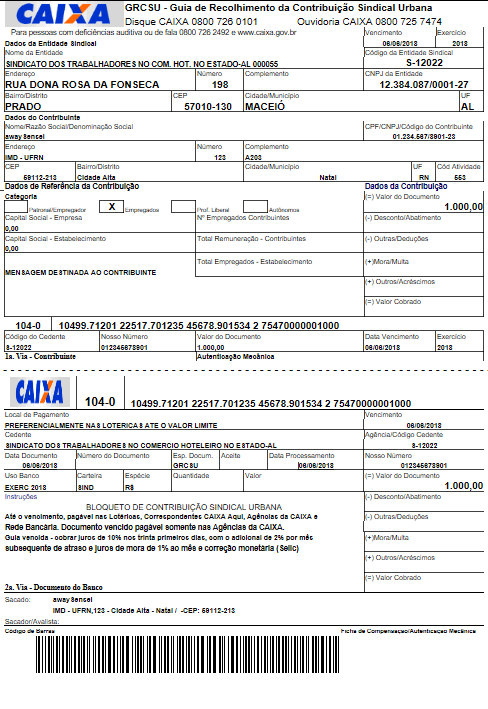 CAIXA GRCSU - Guia de Recolhimento da Contribuição Sindical Urbana
Disque CAIXA 0800 726 0101 Ouvidoria CAIXA 0800 725 7474
Para pessoas com deficiências auditiva ou de fala 0800 726 2492 e www.caixa.gov.br
Vencimento Exercício
06/06/2018 2018
Dados da Entidade Sindical
Nome da Entidade Código da Entidade Sindical
SINDICATO DOS TRABALHADORES NO COM. HOT. NO ESTADO-AL 000055 S-12022
Endereço Número Complemento CNPJ da Entidade
RUA DONA ROSA DA FONSECA 198 12.384.087/0001-27
Bairro/Distrito CEP Cidade/Município UF
PRADO 57010-130 MACEIÓ AL
Dados do Contribuinte
Nome/Razão Social/Denominação Social CPF/CNPJ/Código do Contribuinte
away Sensei 01.234.567/8901-23
Endereço Número Complemento
IMD - UFRN 123 A203
CEP Bairro/Distrito Cidade/Município UF Cód Atividade
59112-213 Cidade Alta Natal RN 553
Dados de Referência da Contribuição Dados da Contribuição
Categoria (=) Valor do Documento
Patronal/Empregador X Empregados Prof. Liberal Autônomos 1.000,00
Capital Social - Empresa Nº Empregados Contribuintes (-) Desconto/Abatimento
0,00
Capital Social - Estabelecimento Total Remuneração - Contribuintes (-) Outras/Deduções
0,00
Total Empregados - Estabelecimento (+)Mora/Multa
MENSAGEM DESTINADA AO CONTRIBUINTE
(+) Outros/Acréscimos
(=) Valor Cobrado
104-0 10499.71201 22517.701235 45678.901534 2 75470000001000
Código do Cedente Nosso Número Valor do Documento Data Vencimento Exercício
S-12022 012345678901 1.000,00 06/06/2018 2018
1a. Via - Contribuinte Autenticação Mecânica
CAIXA 104-0 10499.71201 22517.701235 45678.901534 2 75470000001000
Local de Pagamento Vencimento
PREFERENCIALMENTE NAS LOTERICAS ATE O VALOR LIMITE 06/06/2018
Cedente Agência/Código Cedente
SINDICATO DOS TRABALHADORES NO COMERCIO HOTELEIRO NO ESTADO-AL S-12022
Data Documento Número do Documento Esp. Docum. Aceite Data Processamento Nosso Número
06/06/2018 GRCSU 06/06/2018 012345678901
Uso Banco Carteira Espécie Quantidade Valor (=) Valor do Documento
EXERC 2018 SIND R$ 1.000,00
Instruções (-) Desconto/Abatimento
BLOQUETO DE CONTRIBUIÇÃO SINDICAL URBANA
Até o vencimento, pagável nas Lotéricas, Correspondentes CAIXA Aqui, Agências da CAIXA e (-) Outras/Deduções
Rede Bancária. Documento vencido pagável somente nas Agências da CAIXA.
Guia vencida - cobrar juros de 10% nos trinta primeiros dias, com o adicional de 2% por mês (+)Mora/Multa
subsequente de atraso e juros de mora de 1% ao mês e correção monetária (Selic)
(+) Outros/Acréscimos
(=) Valor Cobrado
2a. Via - Documento do Banco
Sacado: away Sensei
IMD - UFRN,123 - Cidade Alta - Natal / -CEP: 59112-213
Sacador/Avalista:
Código de Barras Ficha de Compensação/Autenticação Mecânica